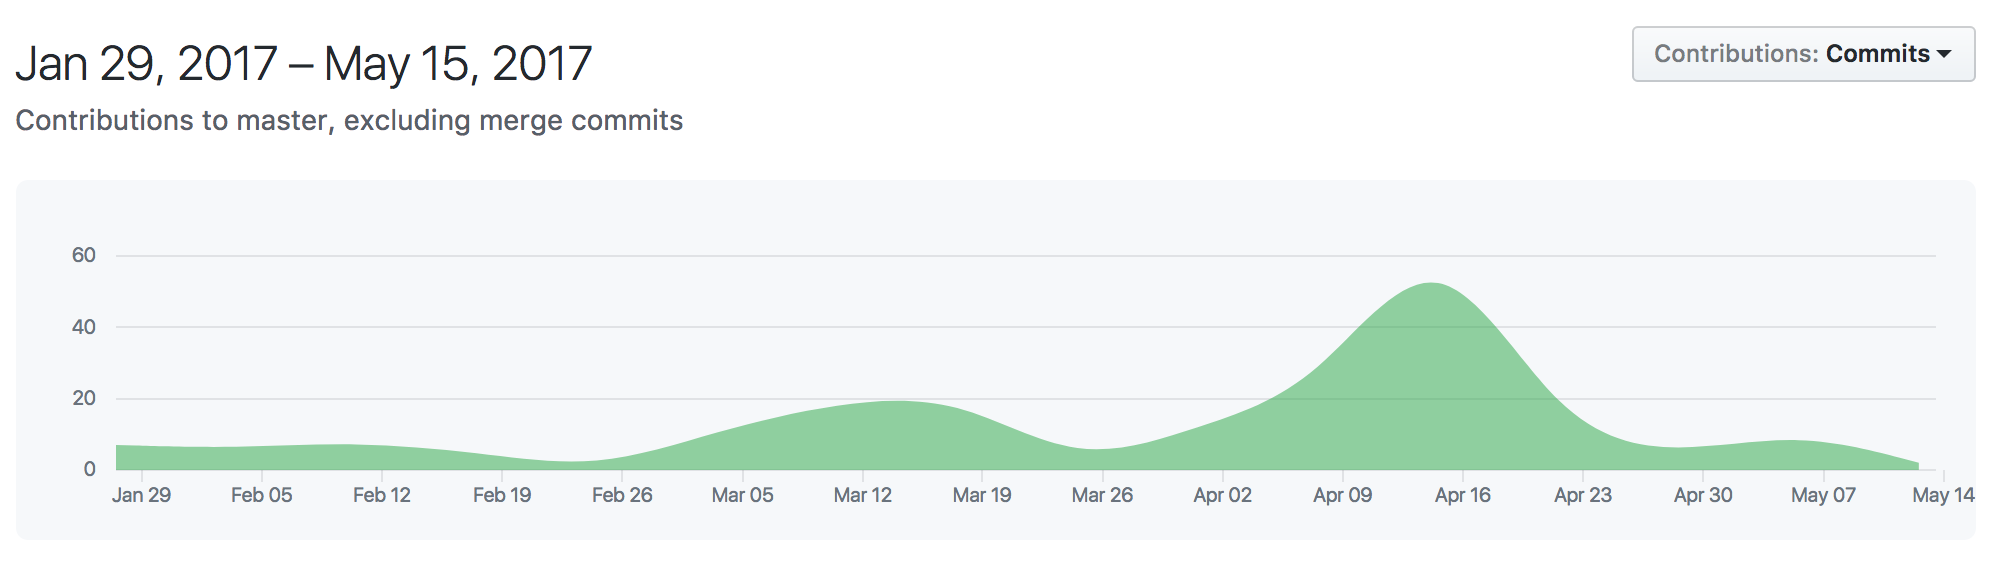 Jan 29, 2017 – May 15, 2017
Contributions: Commits
Contributions to master, excluding merge commits
60
40
20
0
Jan 29 Feb 05 Feb 12 Feb 19 Feb 26 Mar 05 Mar 12 Mar 19 Mar 26 Apr 02 Apr 09 Apr 16 Apr 23 Apr 30 May 07 May 14